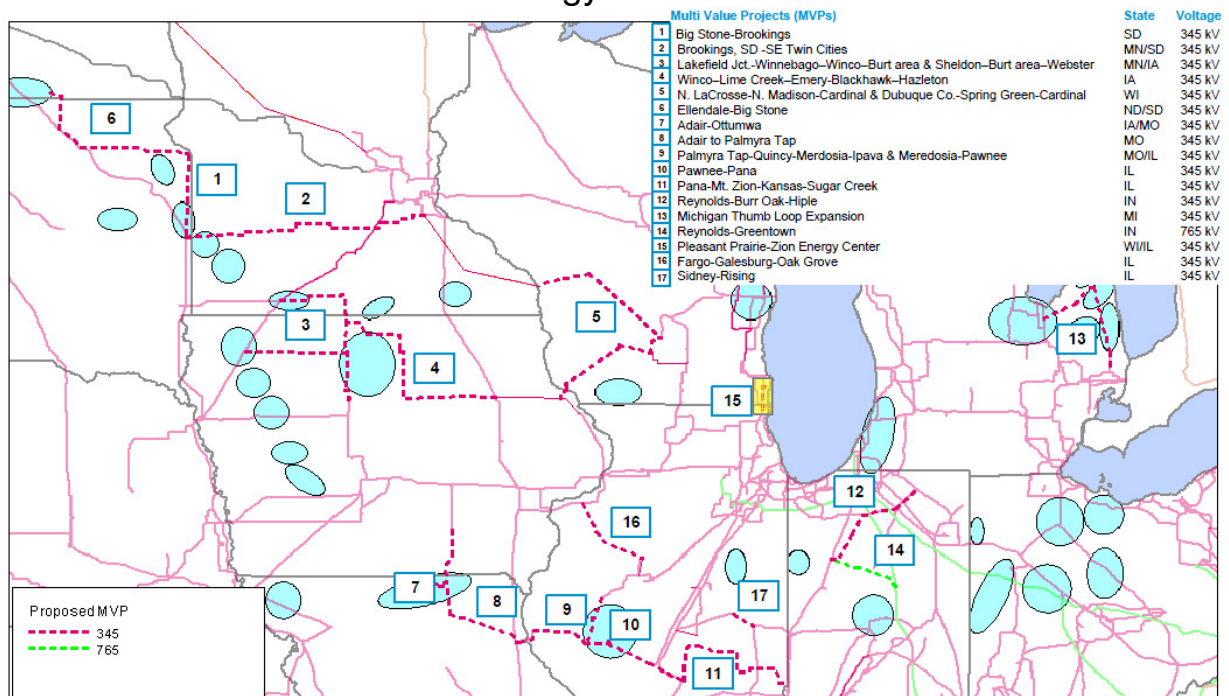 gy
Multi Value Projects (MVPs) State Voltage
1 Big Stone-Brookings SD 345 kV
2 Brookings, SD -SE Twin Cities MN/SD 345 kV
3 Lakefield Jct.-Winnebago–Winco–Burt area & Sheldon–Burt area–Webster MN/IA 345 kV
4 Winco–Lime Creek–Emery-Blackhawk–Hazleton IA 345 kV
5 N. LaCrosse-N. Madison-Cardinal & Dubuque Co.-Spring Green-Cardinal WI 345 kV
6 Ellendale-Big Stone ND/SD 345 kV
7 Adair-Ottumwa IA/MO 345 kV
8 Adair to Palmyra Tap MO 345 kV
9 Palmyra Tap-Quincy-Merdosia-Ipava & Meredosia-Pawnee MO/IL 345 kV
10 Pawnee-Pana IL 345 kV
11 Pana-Mt. Zion-Kansas-Sugar Creek IL 345 kV
12 Reynolds-Burr Oak-Hiple IN 345 kV
13 Michigan Thumb Loop Expansion MI 345 kV
14 Reynolds-Greentown IN 765 kV
15 Pleasant Prairie-Zion Energy Center WI/IL 345 kV
16 Fargo-Galesburg-Oak Grove IL 345 kV
17 Sidney-Rising IL 345 kV
6
1
2
3
5
13
4
15
12
16
14
7
8
9
10
17
11
Proposed MVP
345
765